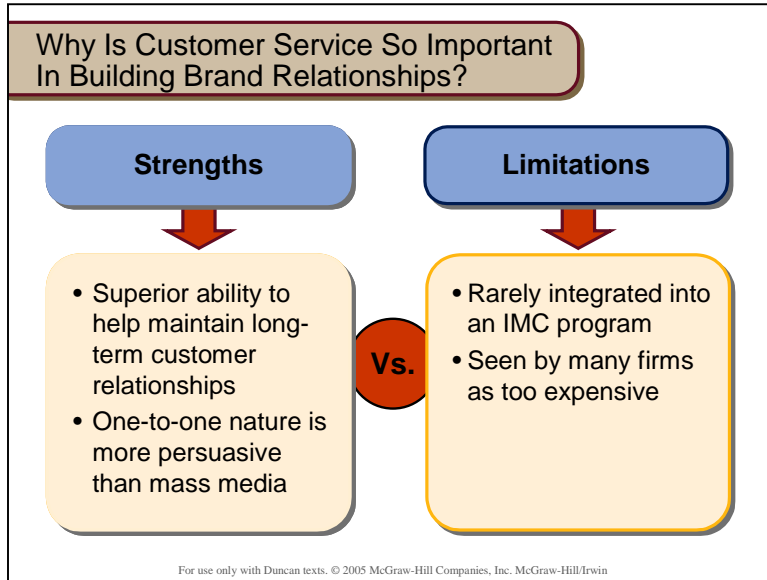 Why Is Customer Service So Important
In Building Brand Relationships?
Strengths
• Superior ability to
help maintain long-
term customer
relationships
• One-to-one nature is
more persuasive
than mass media
Vs.
Limitations
• Rarely integrated into
an IMC program
• Seen by many firms
as too expensive
For use only with Duncan texts. © 2005 McGraw-Hill Companies, Inc. McGraw-Hill/Irwin